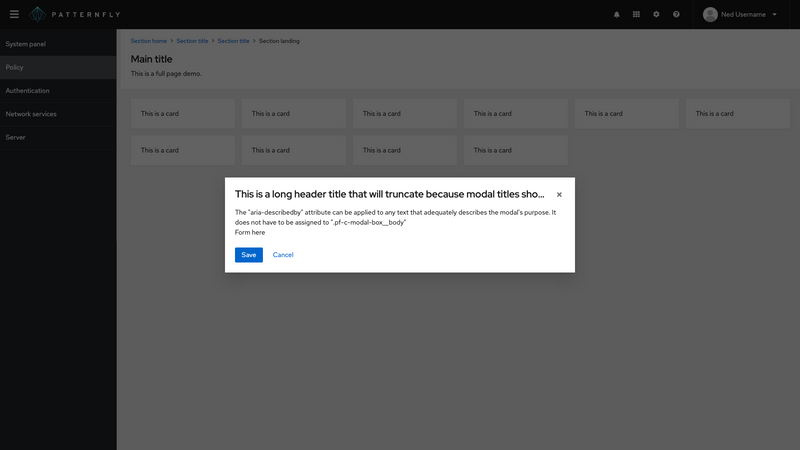 PATTERNFLY
Ned Username
System panel
Policy
Authentication
Network services
Server
Section home > Section title > Section title > Section landing
Main title
This is a full page demo.
This is a card This is a card This is a card This is a card This is a card This is a card
This is a card This is a card This is a card This is a card
This is a long header title that will truncate because modal titles sho...
The "aria-describedby" attribute can be applied to any text that adequately describes the modal's purpose. It
does not have to be assigned to ".pf-c-modal-box__body"
Form here
Save Cancel